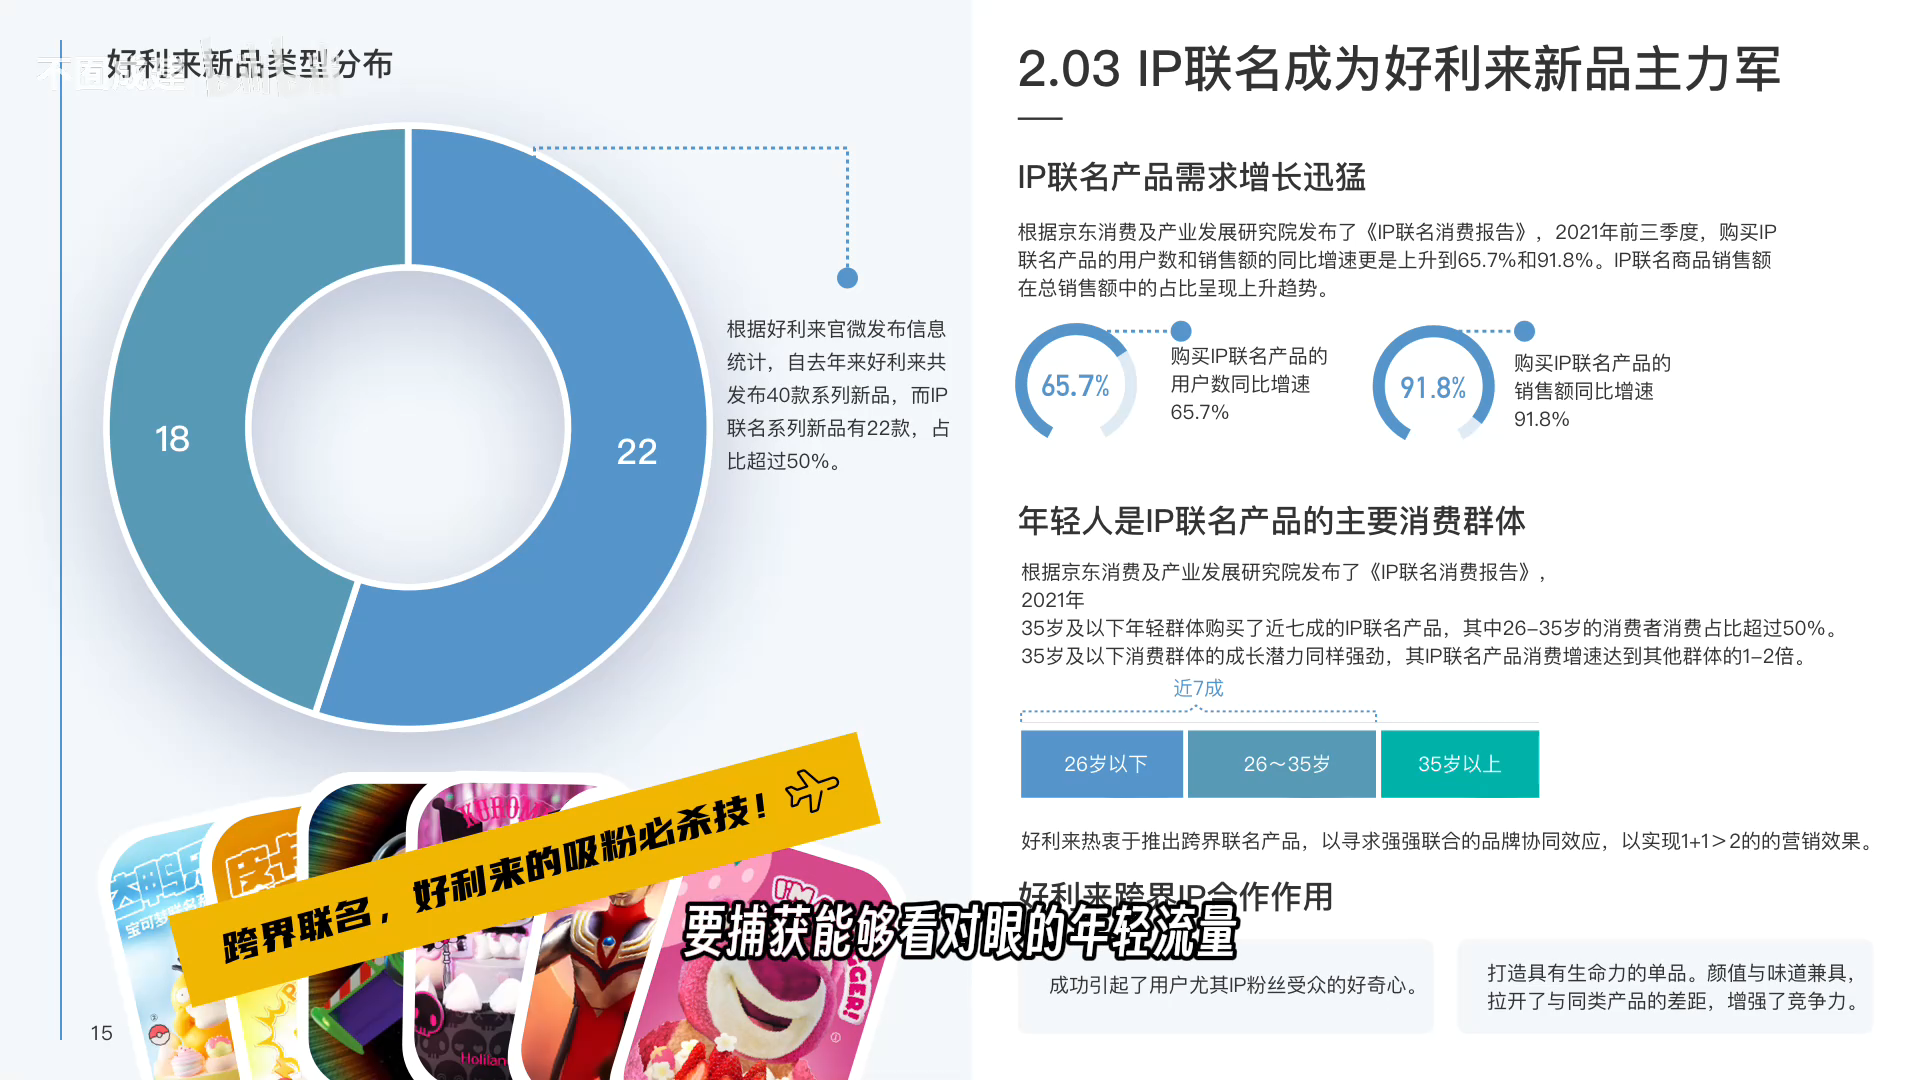 好利来新品类型分布
18
22
根据好利来官微发布信息
统计，自去年来好利来共
发布40款系列新品，而IP
联名系列新品有22款，占
比超过50%。
跨界联名，好利来的吸粉必杀技！
大鸭
宝可梦联名
皮卡
KUROMI
Holilan
I'M
GGER!
15
2.03 IP联名成为好利来新品主力军
IP联名产品需求增长迅猛
根据京东消费及产业发展研究院发布了《IP联名消费报告》，2021年前三季度，购买IP
联名产品的用户数和销售额的同比增速更是上升到65.7%和91.8%。IP联名商品销售额
在总销售额中的占比呈现上升趋势。
65.7%
购买IP联名产品的
用户数同比增速
65.7%
91.8%
购买IP联名产品的
销售额同比增速
91.8%
年轻人是IP联名产品的主要消费群体
根据京东消费及产业发展研究院发布了《IP联名消费报告》，
2021年
35岁及以下年轻群体购买了近七成的IP联名产品，其中26-35岁的消费者消费占比超过50%。
35岁及以下消费群体的成长潜力同样强劲，其IP联名产品消费增速达到其他群体的1-2倍。
近7成
26岁以下
26～35岁
35岁以上
好利来热衷于推出跨界联名产品，以寻求强强联合的品牌协同效应，以实现1+1>2的的营销效果。
好利来跨界IP合作作用
要捕获能够看对眼的年轻流量
成功引起了用户尤其IP粉丝受众的好奇心。
打造具有生命力的单品。颜值与味道兼具，
拉开了与同类产品的差距，增强了竞争力。